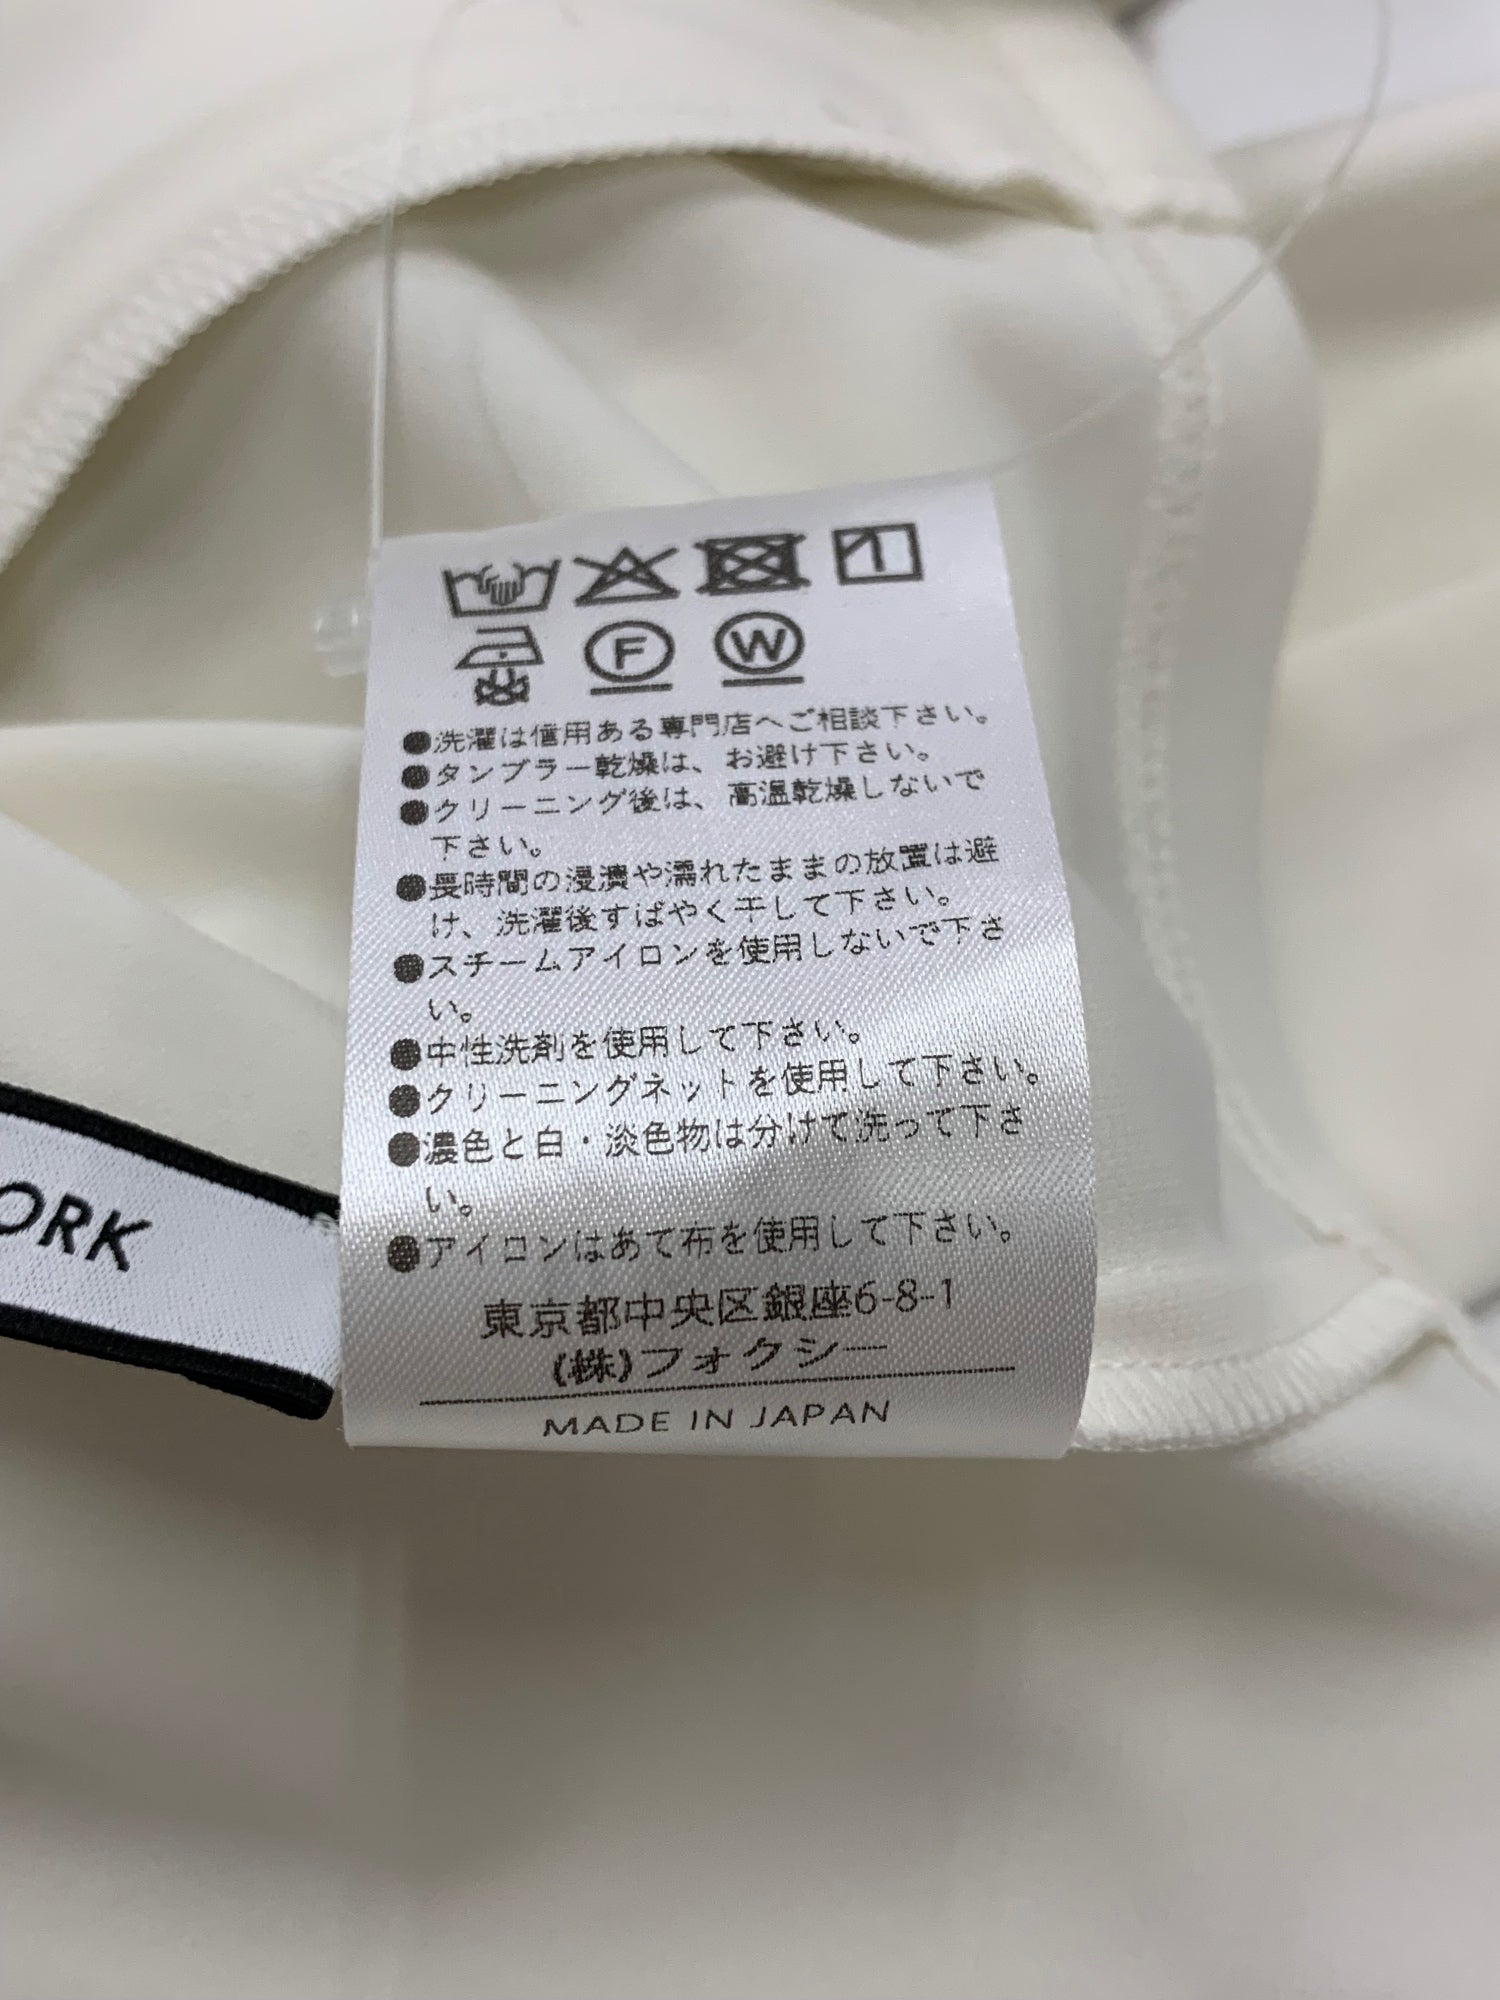 F W
●洗濯は信用ある専門店へご相談下さい。
●タンブラー乾燥は、お避け下さい。
●クリーニング後は、高温乾燥しないで
下さい。
●長時間の浸漬や濡れたままの放置は避
け、洗濯後すばやく干して下さい。
●スチームアイロンを使用しないで下さ
い。
●中性洗剤を使用して下さい。
●クリーニングネットを使用して下さい。
●濃色と白・淡色物は分けて洗って下さ
い。
●アイロンはあて布を使用して下さい。
東京都中央区銀座6-8-1
(株)フォクシー
MADE IN JAPAN
ORK